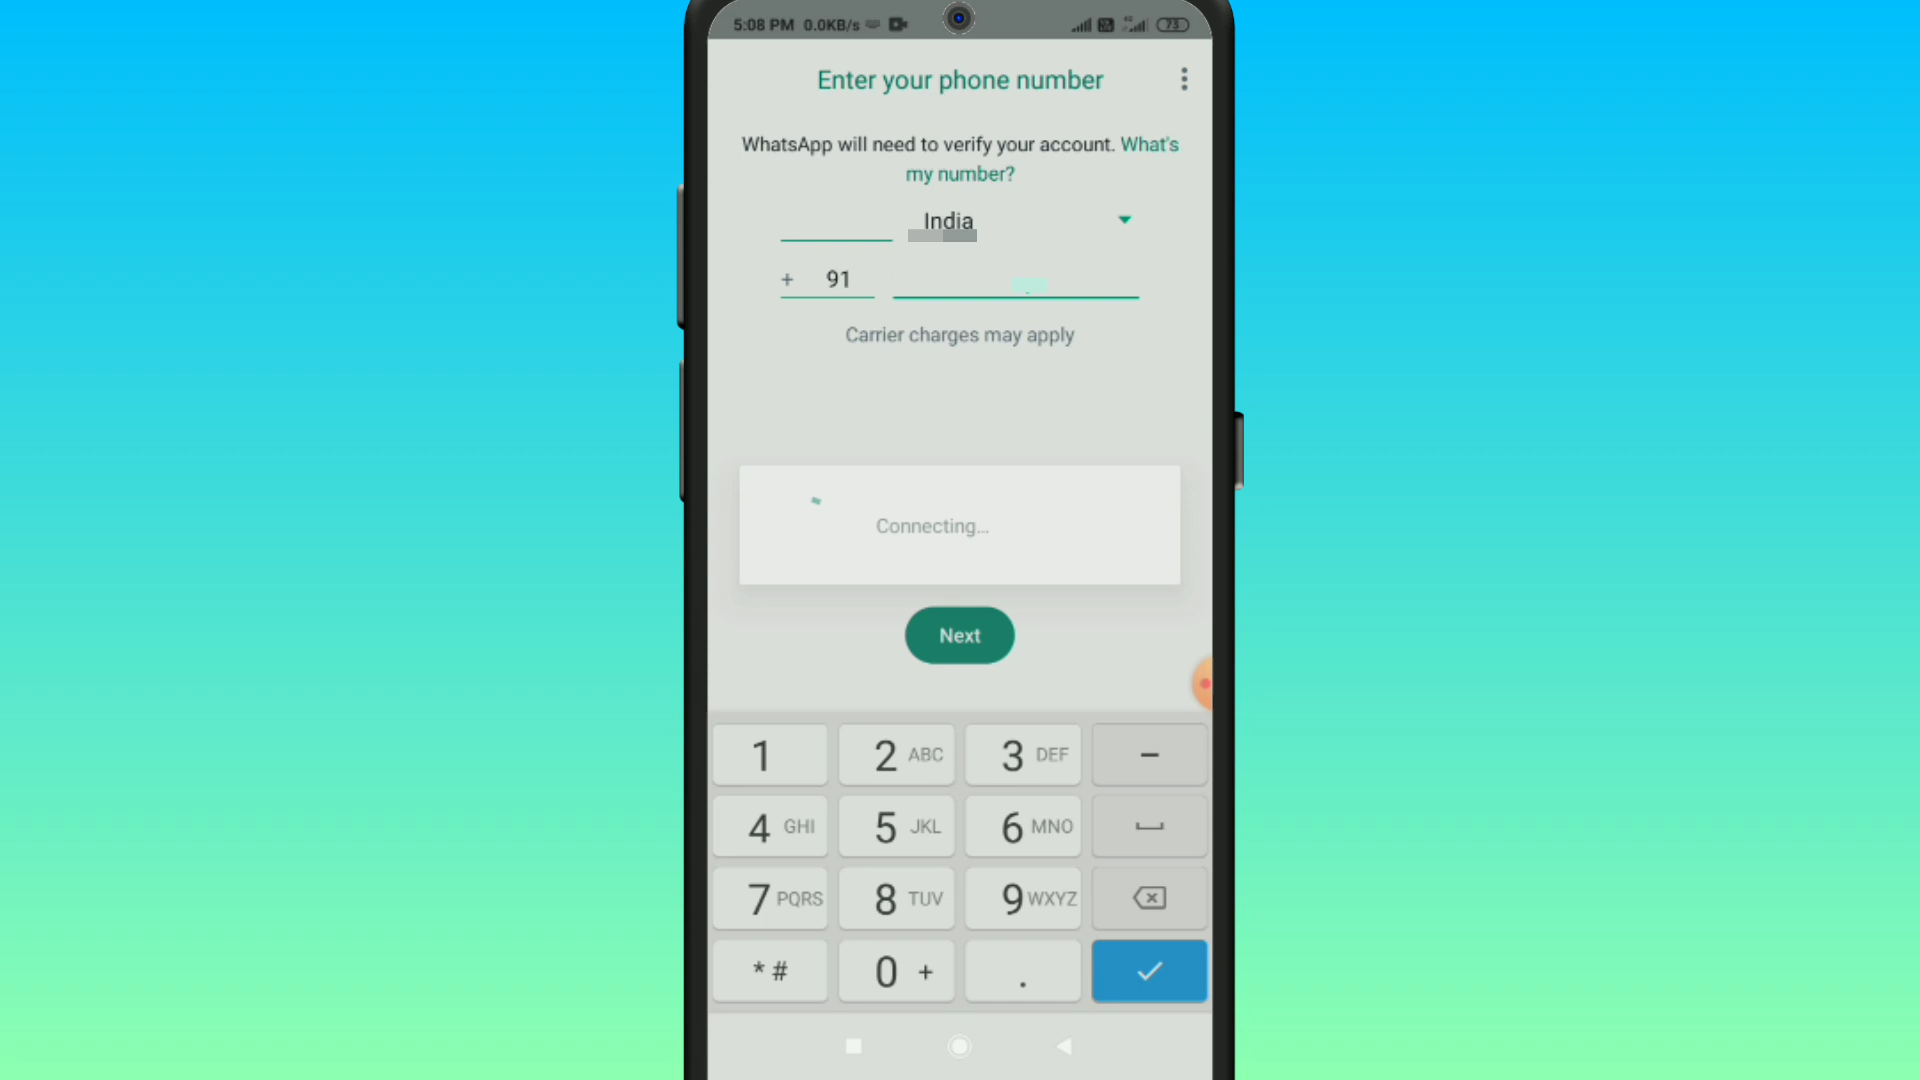 5:08 PM 0.0KB/s 4G 73
Enter your phone number
WhatsApp will need to verify your account. What's
my number?
India
+ 91
Carrier charges may apply
Connecting...
Next
1 2 ABC 3 DEF –
4 GHI 5 JKL 6 MNO
7 PQRS 8 TUV 9 WXYZ
* # 0 + .